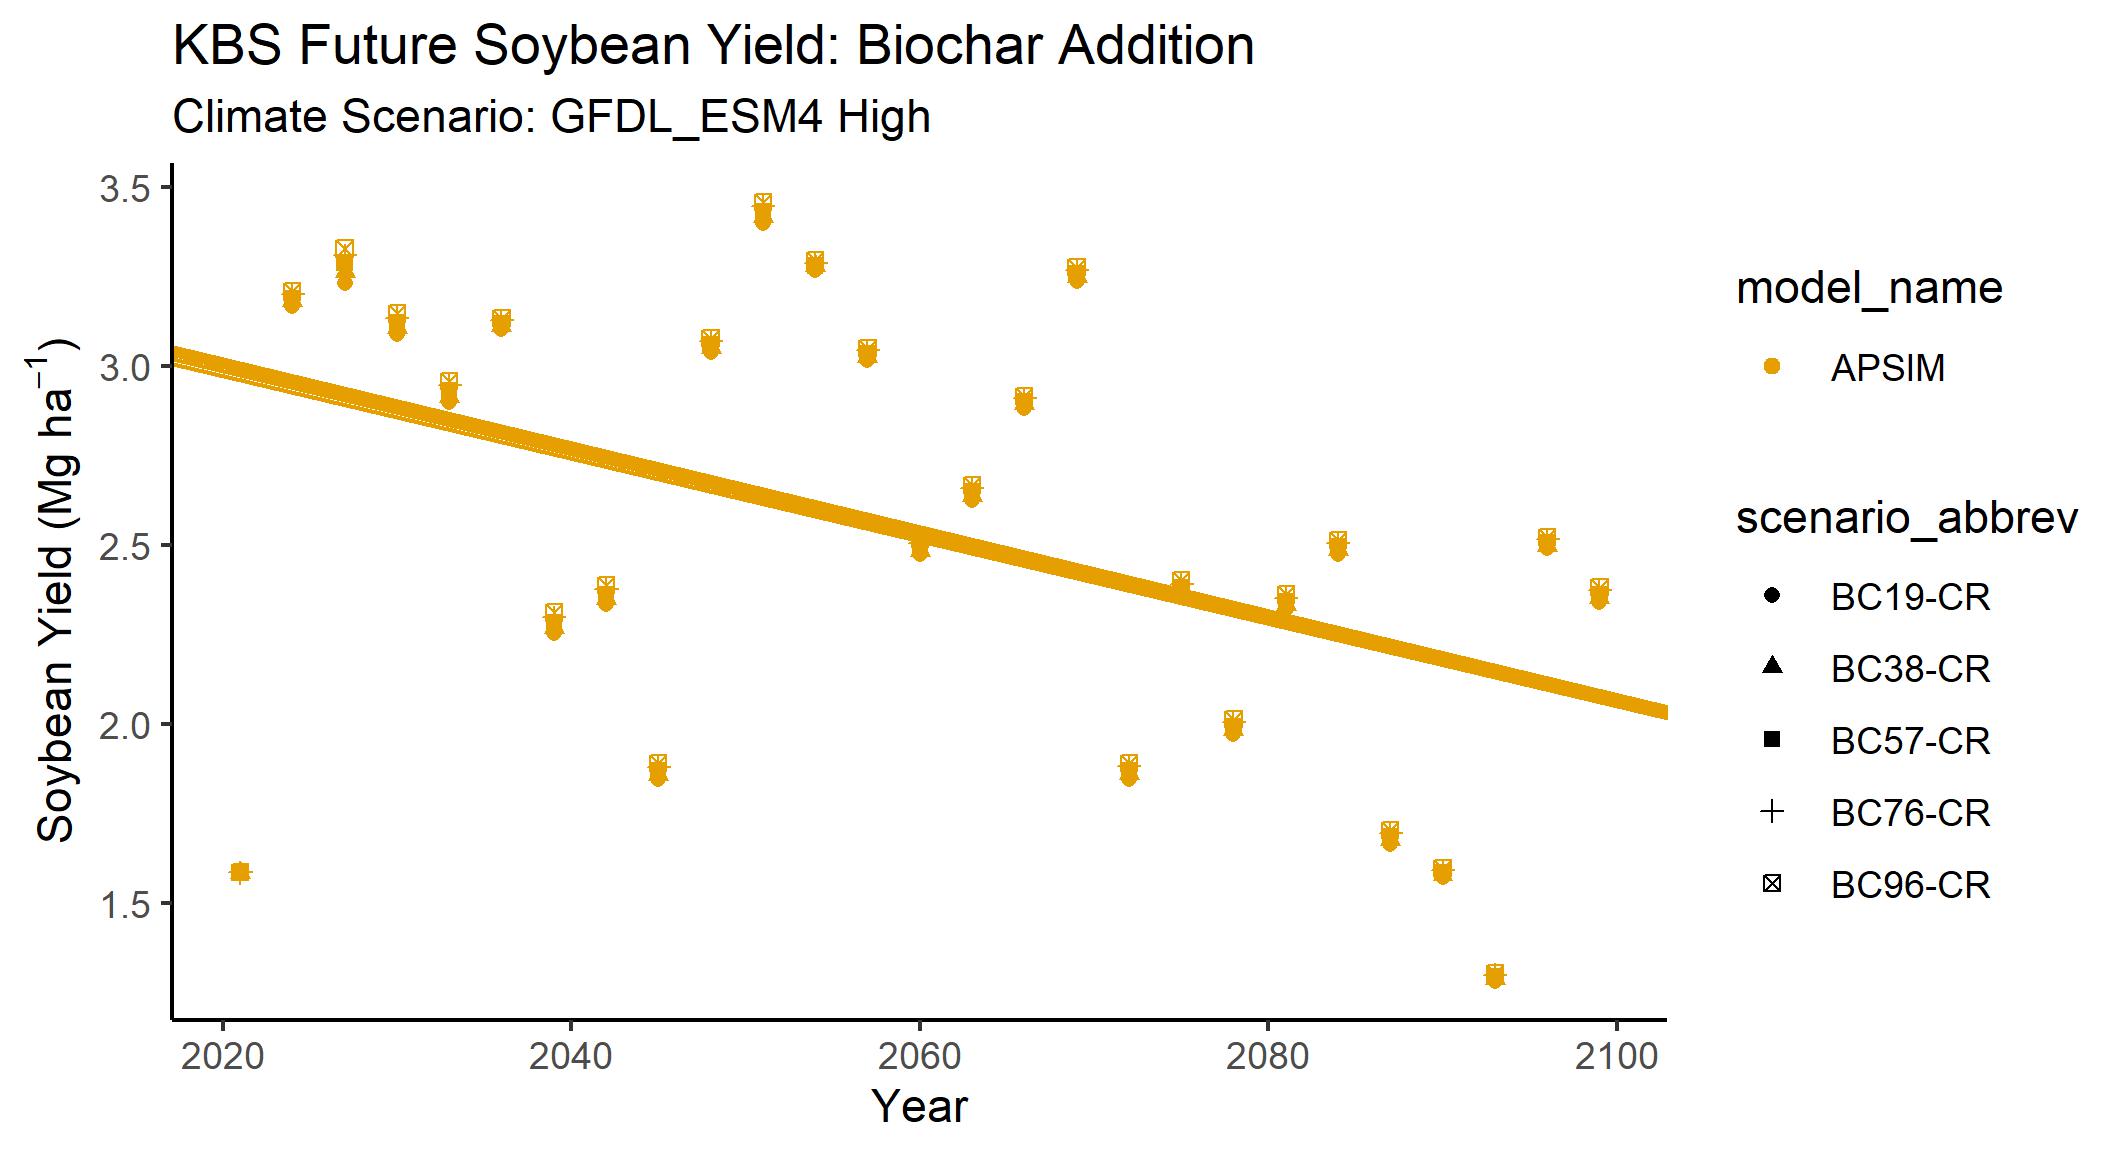 KBS Future Soybean Yield: Biochar Addition
Climate Scenario: GFDL_ESM4 High
Soybean Yield (Mg ha⁻¹)
3.5
3.0
2.5
2.0
1.5
2020 2040 2060 2080 2100
Year
model_name
APSIM
scenario_abbrev
BC19-CR
BC38-CR
BC57-CR
BC76-CR
BC96-CR